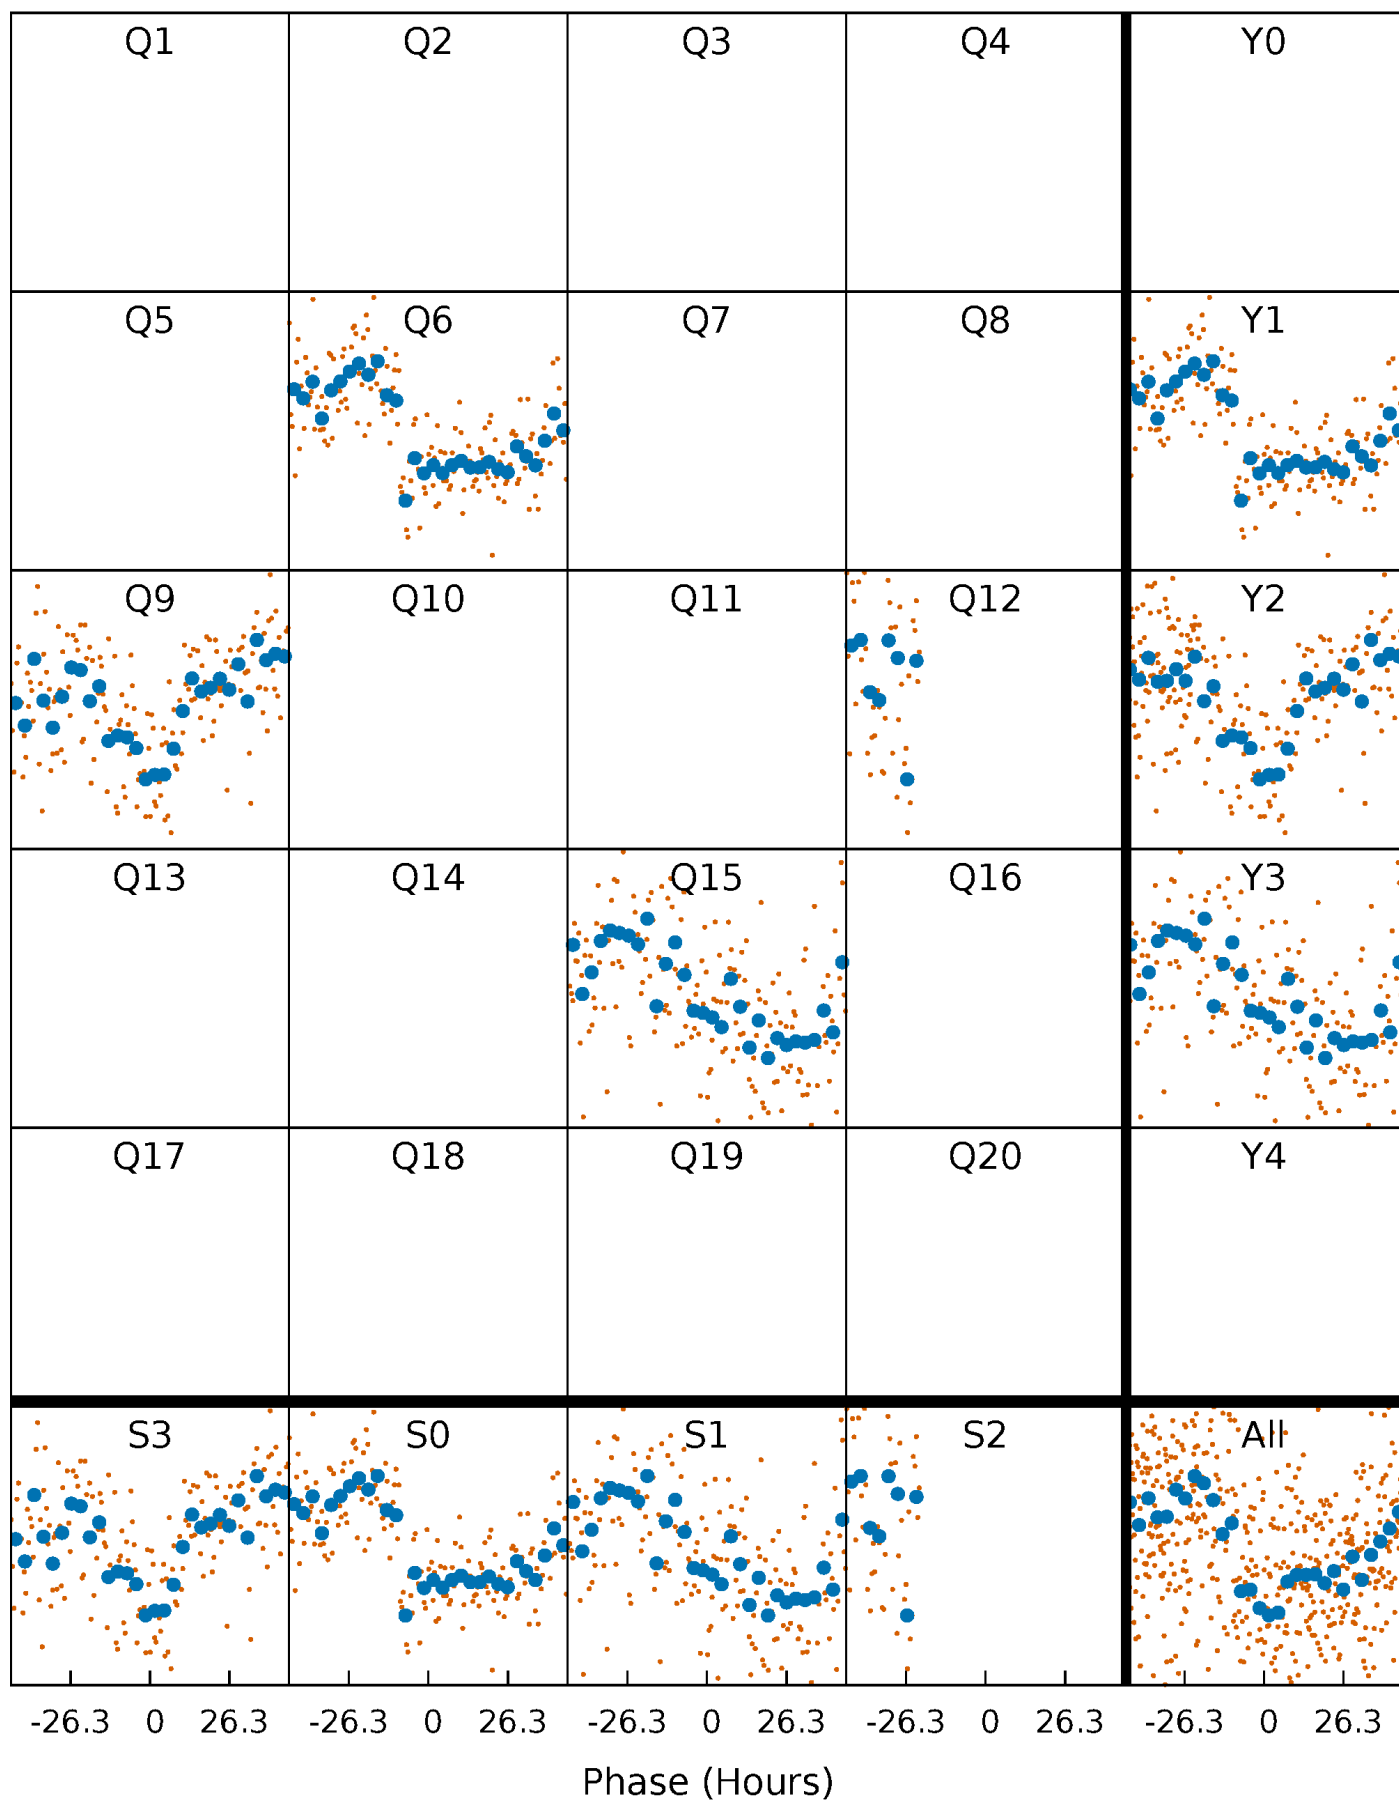 Q1 Q2 Q3 Q4 Y0
Q5 Q6 Q7 Q8 Y1
Q9 Q10 Q11 Q12 Y2
Q13 Q14 Q15 Q16 Y3
Q17 Q18 Q19 Q20 Y4
S3 S0 S1 S2 All
-26.3 0 26.3 -26.3 0 26.3 -26.3 0 26.3 -26.3 0 26.3 -26.3 0 26.3
Phase (Hours)